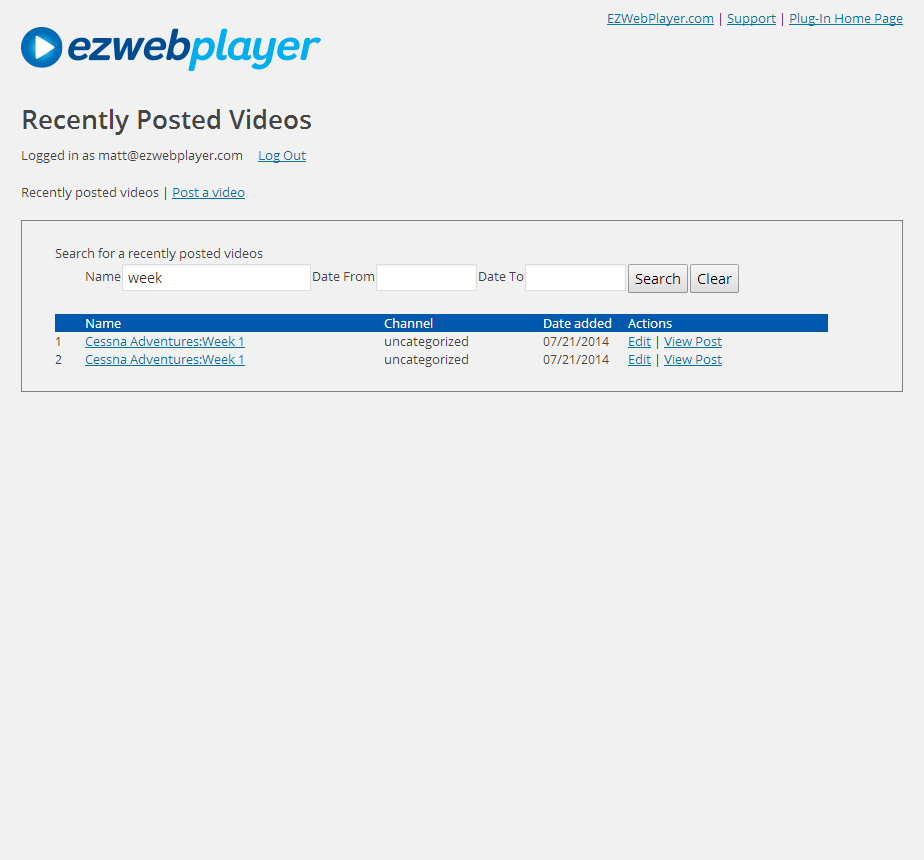 EZWebPlayer.com | Support | Plug-In Home Page
ezwebplayer
Recently Posted Videos
Logged in as matt@ezwebplayer.com Log Out
Recently posted videos | Post a video
Search for a recently posted videos
Name week Date From Date To Search Clear
Name Channel Date added Actions
1 Cessna Adventures:Week 1 uncategorized 07/21/2014 Edit | View Post
2 Cessna Adventures:Week 1 uncategorized 07/21/2014 Edit | View Post